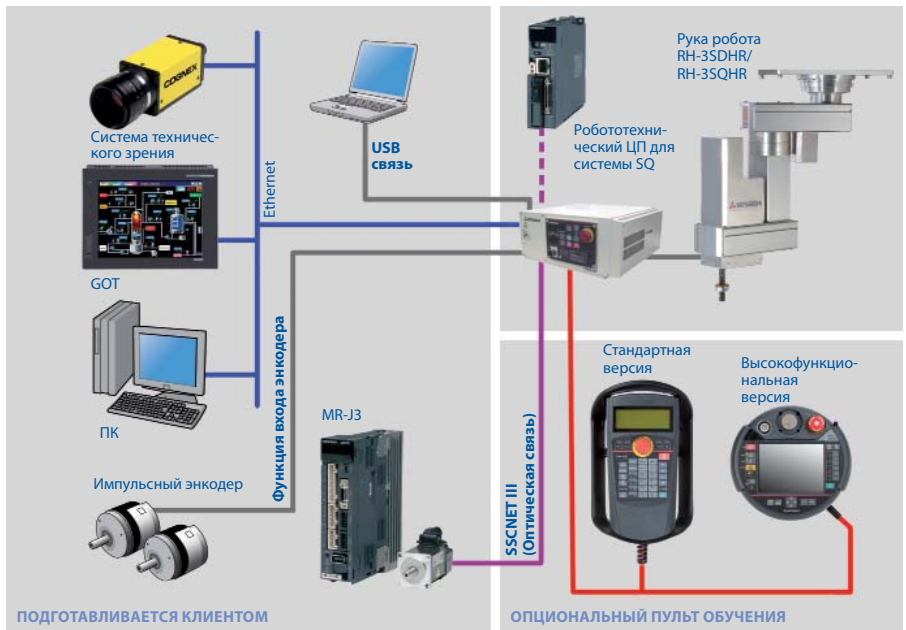 COGNEX
Система техничес-
кого зрения
GOT
ПК
Импульсный энкодер
Ethernet
Функция входа энкодера
USB
связь
MR-J3
SSCNET III
(Оптическая связь)
ПОДГОТАВЛИВАЕТСЯ КЛИЕНТОМ
Робототехни-
ческий ЦП для
системы SQ
Рука робота
RH-3SDHR/
RH-3SQHR
MITSUBISHI
Стандартная
версия
Высокофункцио-
нальная
версия
ОПЦИОНАЛЬНЫЙ ПУЛЬТ ОБУЧЕНИЯ